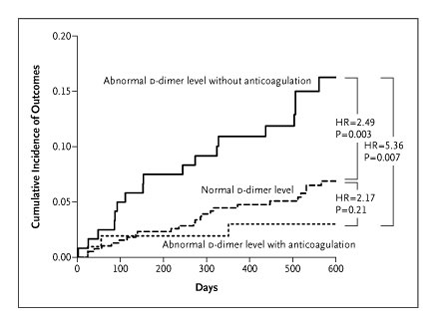 0.20
Abnormal D-dimer level without anticoagulation
0.15
HR=2.49
P=0.003
HR=5.36
P=0.007
0.10
Cumulative Incidence of Outcomes
Normal D-dimer level
HR=2.17
P=0.21
0.05
Abnormal D-dimer level with anticoagulation
0.00
0 100 200 300 400 500 600
Days